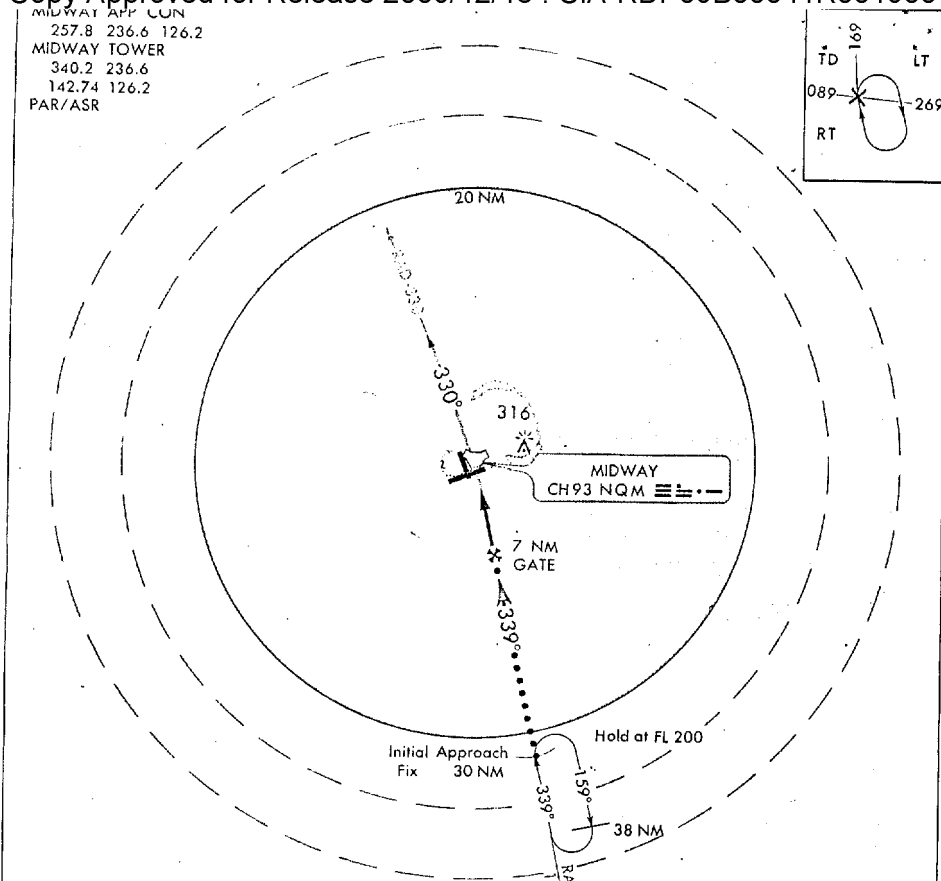 Copy Approved for Release
MIDWAY APP CON
257.8 236.6 126.2
MIDWAY TOWER
340.2 236.6
142.74 126.2
PAR/ASR
169
TD LT
089 269
RT
20 NM
330°
316
MIDWAY
CH93 NQM
2
7 NM
GATE
339°
Hold at FL 200
Initial Approach
Fix 30 NM
159°
339°
38 NM